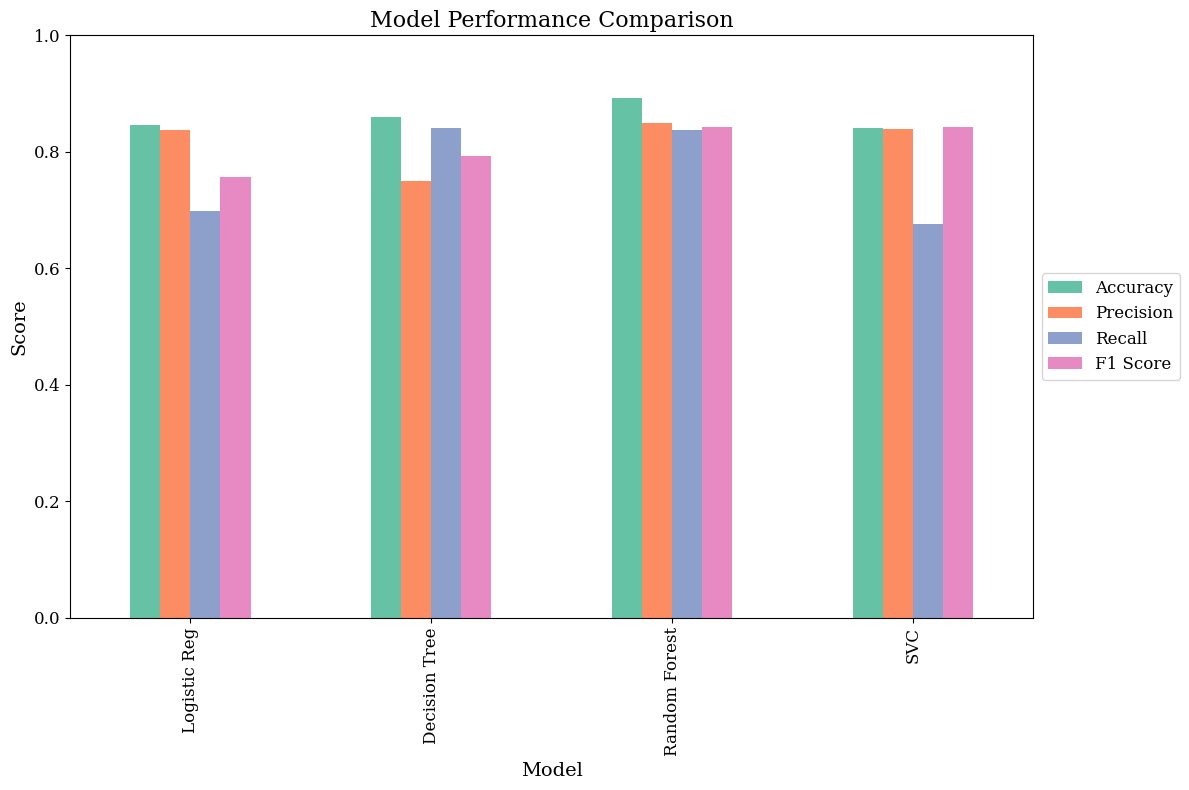 Model Performance Comparison
1.0
0.8
0.6
0.4
0.2
0.0
Score
Logistic Reg
Decision Tree
Random Forest
SVC
Model
Accuracy
Precision
Recall
F1 Score